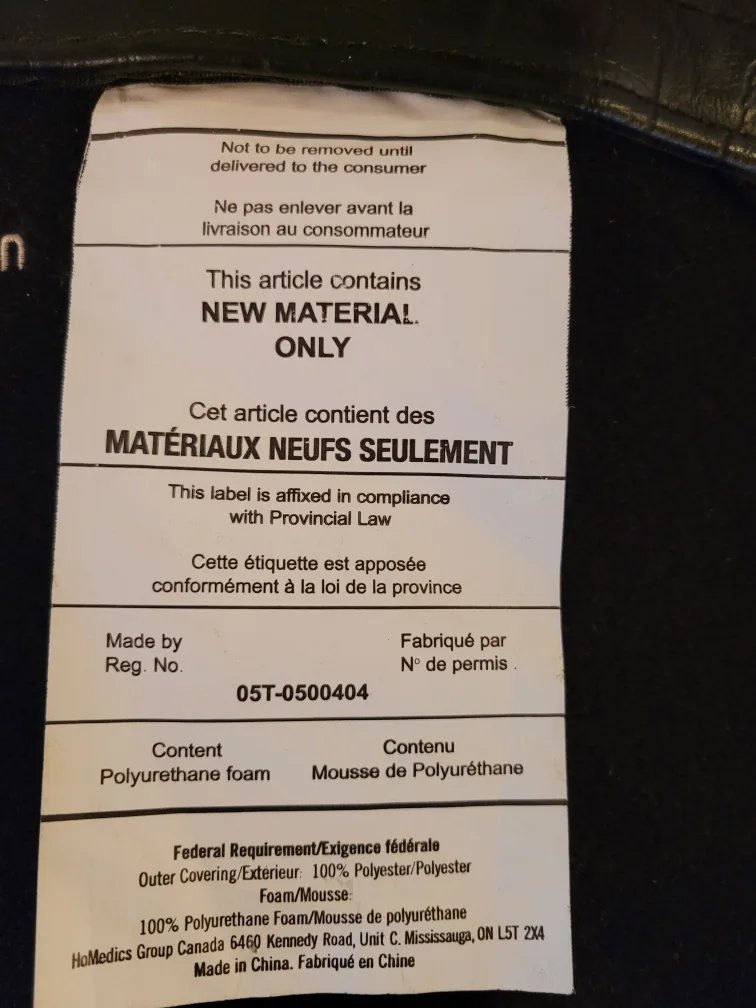 Not to be removed until
delivered to the consumer
Ne pas enlever avant la
livraison au consommateur
This article contains
NEW MATERIAL
ONLY
Cet article contient des
MATÉRIAUX NEUFS SEULEMENT
This label is affixed in compliance
with Provincial Law
Cette étiquette est apposée
conformément à la loi de la province
Made by Fabriqué par
Reg. No. Nº de permis.
05T-0500404
Content Contenu
Polyurethane foam Mousse de Polyuréthane
Federal Requirement/Exigence fédérale
Outer Covering/Extérieur: 100% Polyester/Polyester
Foam/Mousse:
100% Polyurethane Foam/Mousse de polyuréthane
HoMedics Group Canada 6460 Kennedy Road, Unit C. Mississauga, ON L5T 2X4
Made in China. Fabriqué en Chine
n